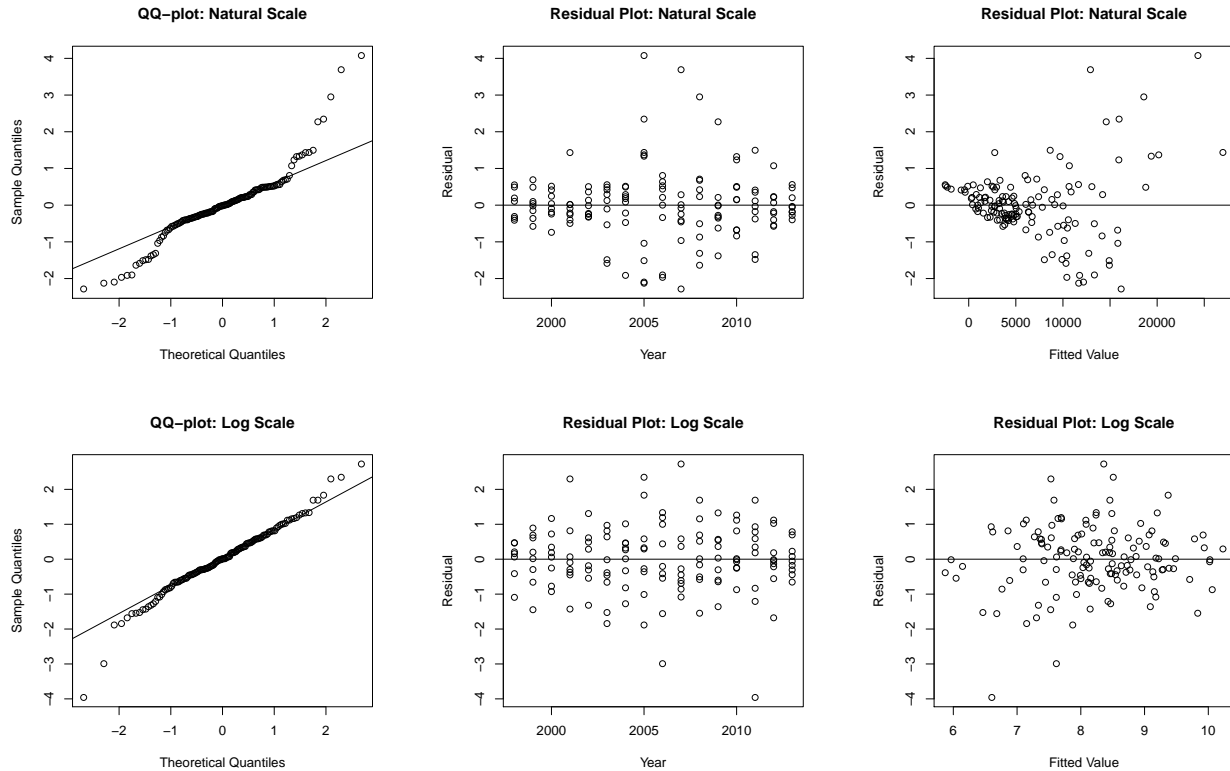 QQ−plot: Natural Scale
Sample Quantiles
4
3
2
1
0
−1
−2
−2 −1 0 1 2
Theoretical Quantiles
Residual Plot: Natural Scale
Residual
4
3
2
1
0
−1
−2
2000 2005 2010
Year
Residual Plot: Natural Scale
Residual
4
3
2
1
0
−1
−2
0 5000 10000 20000
Fitted Value
QQ−plot: Log Scale
Sample Quantiles
2
1
0
−1
−2
−3
−4
−2 −1 0 1 2
Theoretical Quantiles
Residual Plot: Log Scale
Residual
2
1
0
−1
−2
−3
−4
2000 2005 2010
Year
Residual Plot: Log Scale
Residual
2
1
0
−1
−2
−3
−4
6 7 8 9 10
Fitted Value